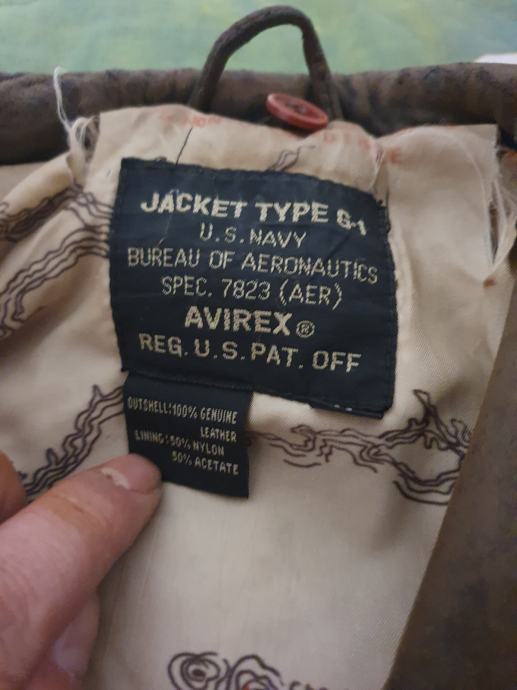 JACKET TYPE G-1
U.S. NAVY
BUREAU OF AERONAUTICS
SPEC. 7823 (AER)
AVIREX®
REG. U.S. PAT. OFF
OUTSHELL:100% GENUINE
LEATHER
LINING:50% NYLON
50% ACETATE